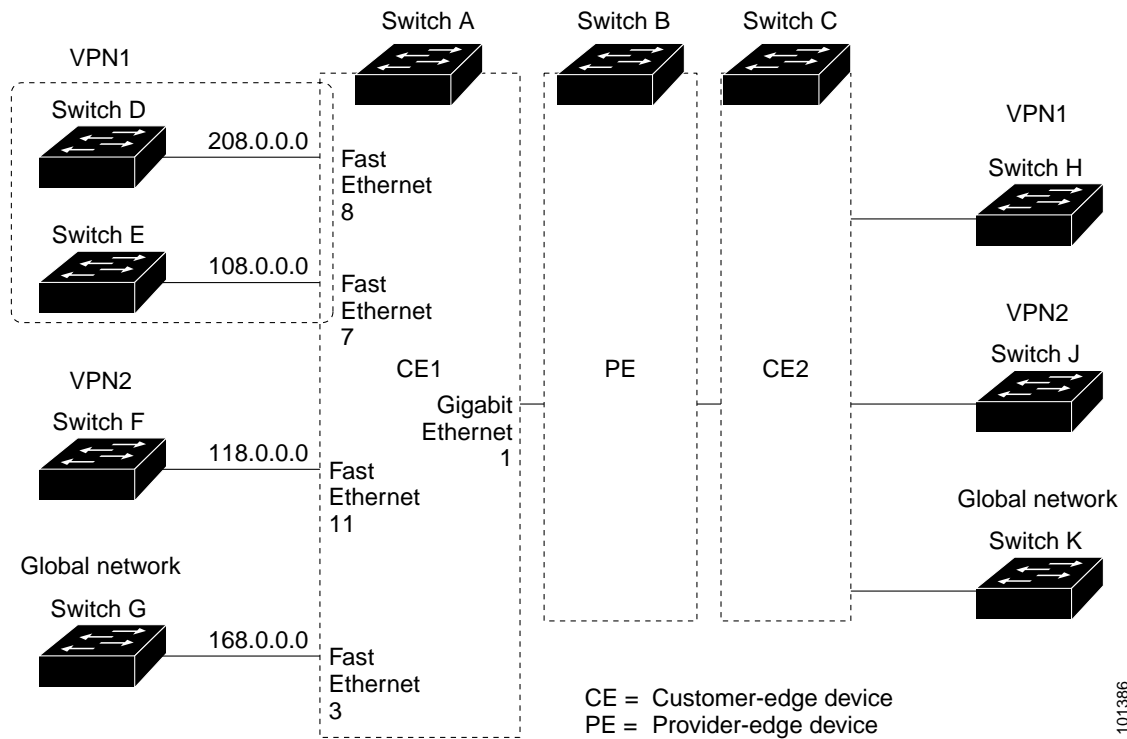 Switch A
Switch B
Switch C
VPN1
Switch D
208.0.0.0
Fast
Ethernet
8
Switch E
108.0.0.0
Fast
Ethernet
7
VPN2
Switch F
118.0.0.0
Fast
Ethernet
11
Global network
Switch G
168.0.0.0
Fast
Ethernet
3
CE1
Gigabit
Ethernet
1
PE
CE2
VPN1
Switch H
VPN2
Switch J
Global network
Switch K
CE = Customer-edge device
PE = Provider-edge device
101386